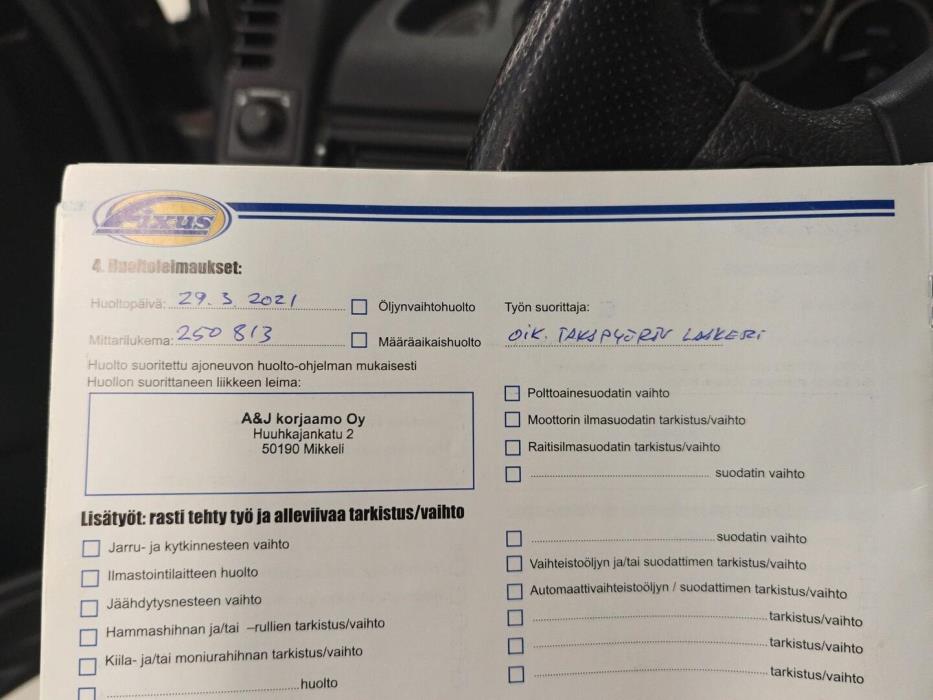 Fixus
4. Huoltoleimaukset:
Huoltopäivä: 29.3.2021
Öljynvaihtohuolto
Työn suorittaja:
Mittarilukema: 250 813
Määräaikaishuolto
OIK. TAKAPYÖRÄN LAAKERI
Huolto suoritettu ajoneuvon huolto-ohjelman mukaisesti
Huollon suorittaneen liikkeen leima:
A&J korjaamo Oy
Huuhkajankatu 2
50190 Mikkeli
Polttoainesuodatin vaihto
Moottorin ilmasuodatin tarkistus/vaihto
Raitisilmasuodatin tarkistus/vaihto
suodatin vaihto
Lisätyöt: rasti tehty työ ja alleviivaa tarkistus/vaihto
Jarru- ja kytkinnesteen vaihto
Ilmastointilaitteen huolto
Jäähdytysnesteen vaihto
Hammashihnan ja/tai –rullien tarkistus/vaihto
Kiila- ja/tai moniurahihnan tarkistus/vaihto
huolto
suodatin vaihto
Vaihteistoöljyn ja/tai suodattimen tarkistus/vaihto
Automaattivaihteistoöljyn / suodattimen tarkistus/vaihto
tarkistus/vaihto
tarkistus/vaihto
tarkistus/vaihto